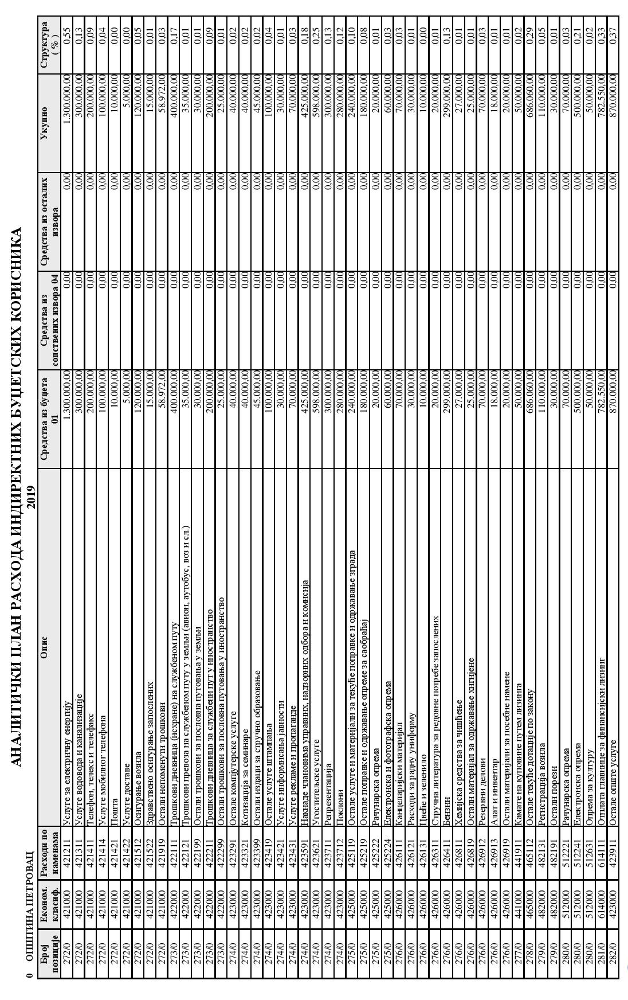 АНАЛИТИЧКИ ПЛАН РАСХОДА ИНДИРЕКТНИХ БУЏЕТСКИХ КОРИСНИКА
2019
0 ОПШТИНА ПЕТРОВАЦ
Број позиције Економ. класиф. Расходи по наменама Опис Средства из буџета 01 Средства из сопствених извора 04 Средства из осталих извора Укупно Структура ( % )
272/0 421000 421211 Услуге за електричну енергију 1.300.000,00 0,00 0,00 1.300.000,00 0,55
272/0 421000 421311 Услуге водовода и канализације 300.000,00 0,00 0,00 300.000,00 0,13
272/0 421000 421411 Телефон, телекс и телефакс 200.000,00 0,00 0,00 200.000,00 0,09
272/0 421000 421414 Услуге мобилног телефона 100.000,00 0,00 0,00 100.000,00 0,04
272/0 421000 421421 Пошта 10.000,00 0,00 0,00 10.000,00 0,00
272/0 421000 421422 Услуге доставе 5.000,00 0,00 0,00 5.000,00 0,00
272/0 421000 421512 Осигурање возила 120.000,00 0,00 0,00 120.000,00 0,05
272/0 421000 421522 Здравствено осигурање запослених 15.000,00 0,00 0,00 15.000,00 0,01
272/0 421000 421919 Остали непоменути трошкови 58.972,00 0,00 0,00 58.972,00 0,03
273/0 422000 422111 Трошкови дневница (исхране) на службеном путу 400.000,00 0,00 0,00 400.000,00 0,17
273/0 422000 422121 Трошкови превоза на службеном путу у земљи (авион, аутобус, воз и сл.) 35.000,00 0,00 0,00 35.000,00 0,01
273/0 422000 422199 Остали трошкови за пословна путовања у земљи 30.000,00 0,00 0,00 30.000,00 0,01
273/0 422000 422211 Трошкови дневница за службени пут у иностранство 200.000,00 0,00 0,00 200.000,00 0,09
273/0 422000 422299 Остали трошкови за пословна путовања у иностранство 25.000,00 0,00 0,00 25.000,00 0,01
274/0 423000 423291 Остале компјутерске услуге 40.000,00 0,00 0,00 40.000,00 0,02
274/0 423000 423321 Котизација за семинаре 40.000,00 0,00 0,00 40.000,00 0,02
274/0 423000 423399 Остали издаци за стручно образовање 45.000,00 0,00 0,00 45.000,00 0,02
274/0 423000 423419 Остале услуге штампања 100.000,00 0,00 0,00 100.000,00 0,04
274/0 423000 423421 Услуге информисања јавности 30.000,00 0,00 0,00 30.000,00 0,01
274/0 423000 423431 Услуге рекламе и пропаганде 70.000,00 0,00 0,00 70.000,00 0,03
274/0 423000 423591 Накнаде члановима управних, надзорних одбора и комисија 425.000,00 0,00 0,00 425.000,00 0,18
274/0 423000 423621 Угоститељске услуге 598.000,00 0,00 0,00 598.000,00 0,25
274/0 423000 423711 Репрезентација 300.000,00 0,00 0,00 300.000,00 0,13
274/0 423000 423712 Поклони 280.000,00 0,00 0,00 280.000,00 0,12
275/0 425000 425119 Остале услуге и материјали за текуће поправке и одржавање зграда 240.000,00 0,00 0,00 240.000,00 0,10
275/0 425000 425219 Остале поправке и одржавање опреме за саобраћај 180.000,00 0,00 0,00 180.000,00 0,08
275/0 425000 425222 Рачунарска опрема 20.000,00 0,00 0,00 20.000,00 0,01
275/0 425000 425224 Електронска и фотографска опрема 60.000,00 0,00 0,00 60.000,00 0,03
276/0 426000 426111 Канцеларијски материјал 70.000,00 0,00 0,00 70.000,00 0,03
276/0 426000 426121 Расходи за радну униформу 30.000,00 0,00 0,00 30.000,00 0,01
276/0 426000 426131 Цвеће и зеленило 10.000,00 0,00 0,00 10.000,00 0,00
276/0 426000 426311 Стручна литература за редовне потребе запослених 20.000,00 0,00 0,00 20.000,00 0,01
276/0 426000 426411 Бензин 299.000,00 0,00 0,00 299.000,00 0,13
276/0 426000 426811 Хемијска средства за чишћење 27.000,00 0,00 0,00 27.000,00 0,01
276/0 426000 426819 Остали материјал за одржавање хигијене 25.000,00 0,00 0,00 25.000,00 0,01
276/0 426000 426912 Резервни делови 70.000,00 0,00 0,00 70.000,00 0,03
276/0 426000 426913 Алат и инвентар 18.000,00 0,00 0,00 18.000,00 0,01
276/0 426000 426919 Остали материјали за посебне намене 20.000,00 0,00 0,00 20.000,00 0,01
277/0 441000 441911 Камате на куповине путем лизинга 50.000,00 0,00 0,00 50.000,00 0,02
278/0 465000 465112 Остале текуће дотације по закону 686.060,00 0,00 0,00 686.060,00 0,29
279/0 482000 482131 Регистрација возила 110.000,00 0,00 0,00 110.000,00 0,05
279/0 482000 482191 Остали порези 30.000,00 0,00 0,00 30.000,00 0,01
280/0 512000 512221 Рачунарска опрема 70.000,00 0,00 0,00 70.000,00 0,03
280/0 512000 512241 Електронска опрема 500.000,00 0,00 0,00 500.000,00 0,21
280/0 512000 512631 Опрема за културу 50.000,00 0,00 0,00 50.000,00 0,02
281/0 614000 614111 Отплата главнице за финансијски лизинг 782.550,00 0,00 0,00 782.550,00 0,33
282/0 423000 423911 Остале опште услуге 870.000,00 0,00 0,00 870.000,00 0,37